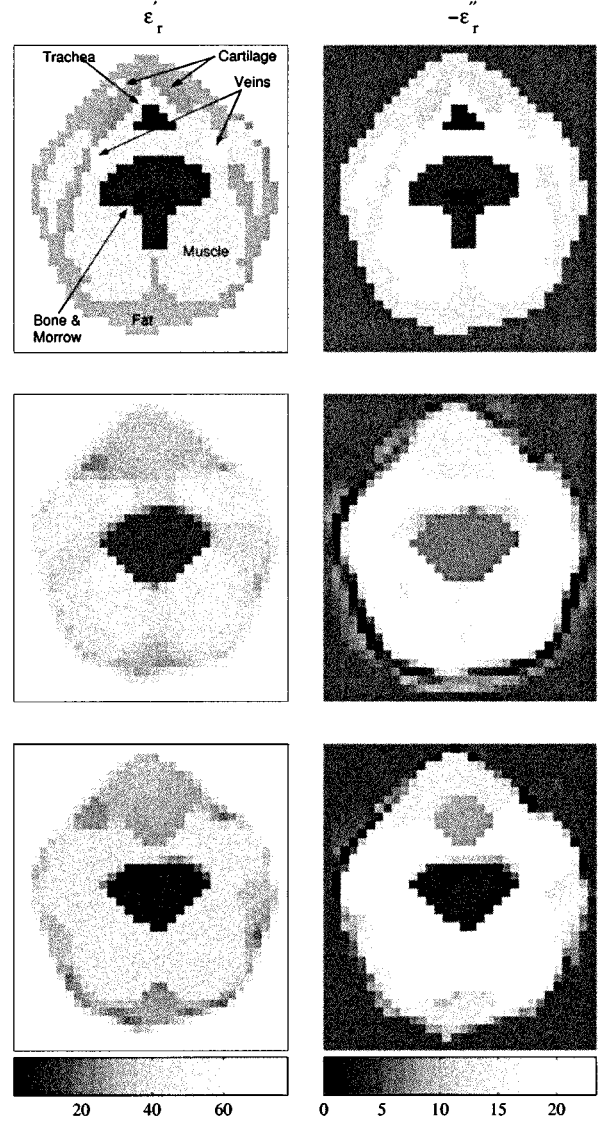 ε′r
-ε″r
Trachea
Cartilage
Veins
Muscle
Bone &
Morrow
Fat
20 40 60
0 5 10 15 20